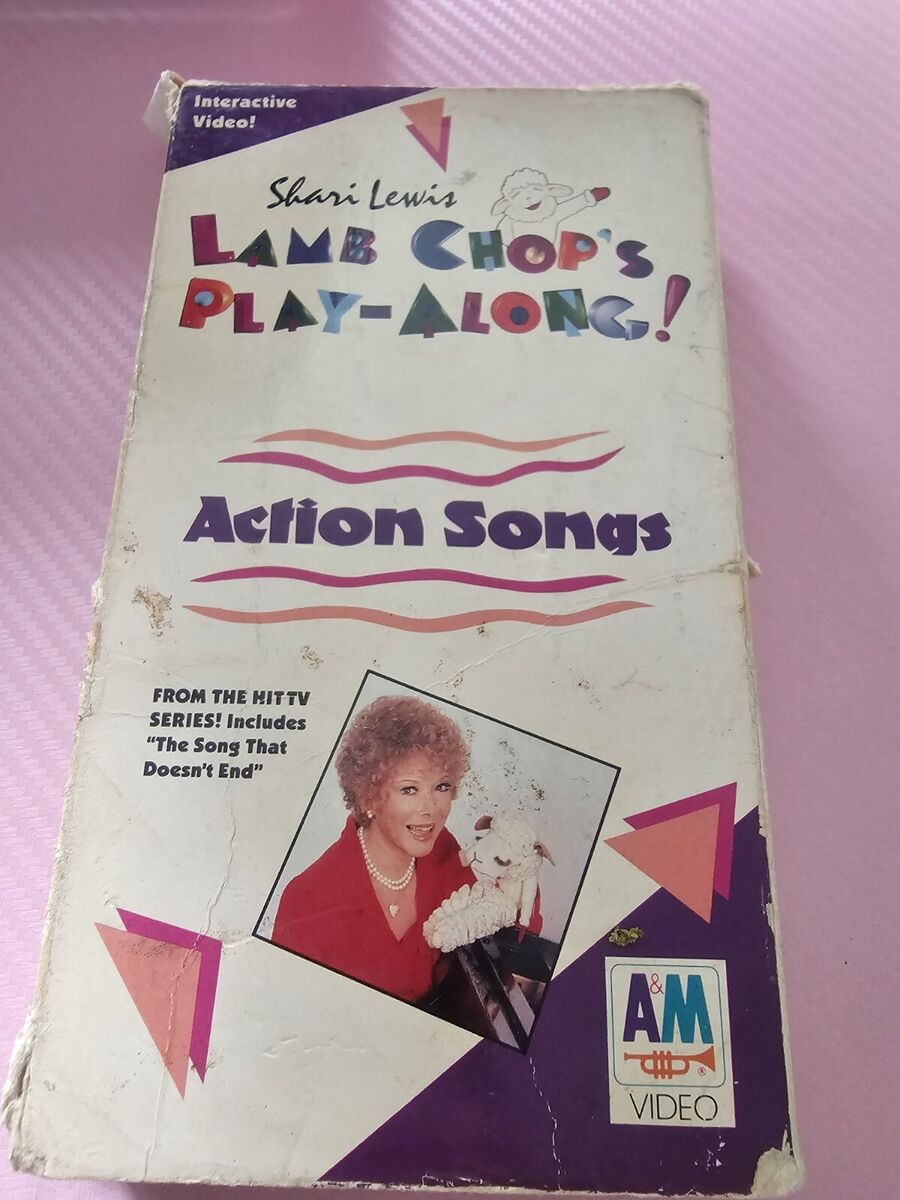 Interactive
Video!
Shari Lewis
LAMB CHOP'S
PLAY-ALONG!
Action Songs
FROM THE HIT TV
SERIES! Includes
"The Song That
Doesn't End"
A&M
®
VIDEO